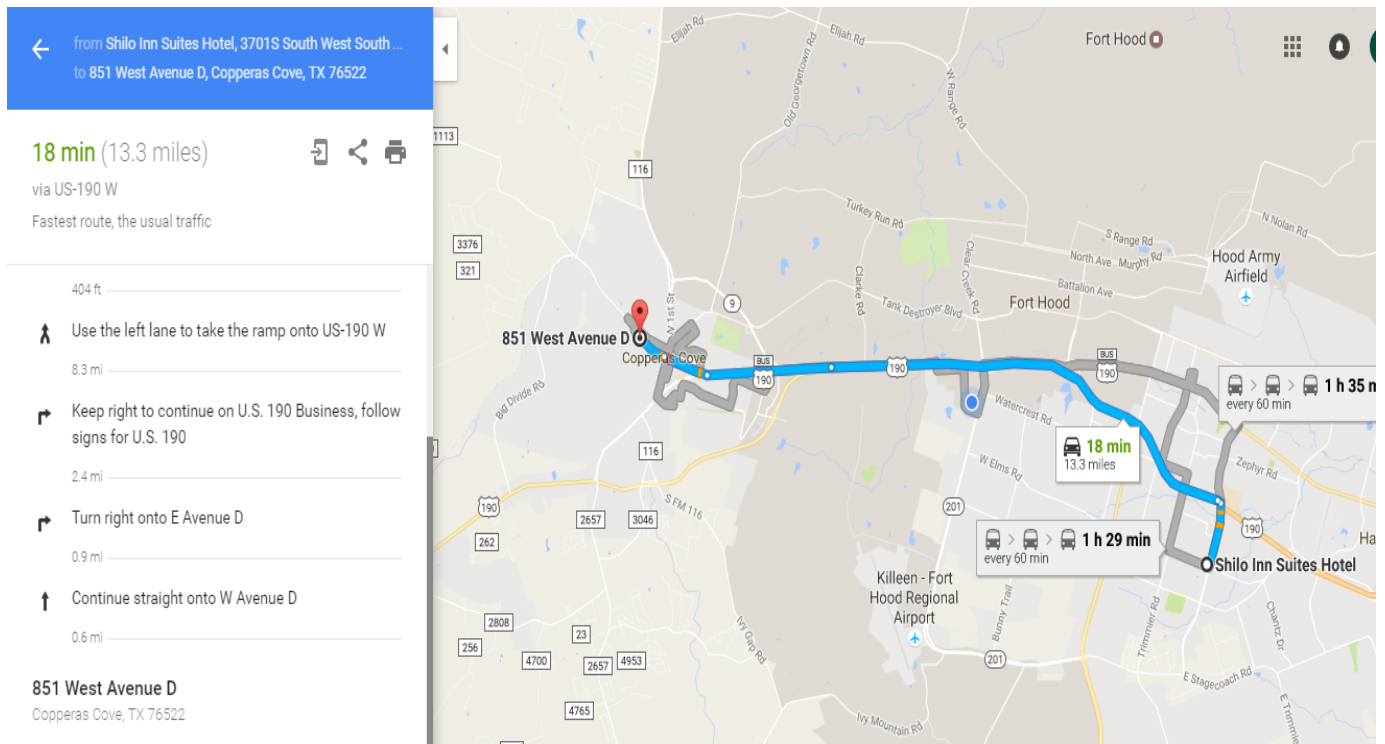 from Shilo Inn Suites Hotel, 3701S South West South ...
to 851 West Avenue D, Copperas Cove, TX 76522
18 min (13.3 miles)
via US-190 W
Fastest route, the usual traffic
404 ft
Use the left lane to take the ramp onto US-190 W
8.3 mi
Keep right to continue on U.S. 190 Business, follow
signs for U.S. 190
2.4 mi
Turn right onto E Avenue D
0.9 mi
Continue straight onto W Avenue D
0.6 mi
851 West Avenue D
Copperas Cove, TX 76522
Elijah Rd
Elijah Rd
Fort Hood
Old Georgetown Rd
W Range Rd
1113
116
Turkey Run Rd
N Nolan Rd
3376
S Range Rd
321
North Ave
Murphy Rd
Hood Army
Airfield
Clear Creek Rd
Clarke Rd
Battalion Ave
N 1st St
9
Tank Destroyer Blvd
Fort Hood
851 West Avenue D
Copperas Cove
BUS
190
190
BUS
190
Big Divide Rd
1 h 35 m
every 60 min
Watercrest Rd
18 min
13.3 miles
116
W Elms Rd
Zephyr Rd
190
S FM 116
201
2657
3046
190
262
1 h 29 min
every 60 min
Ha
Shilo Inn Suites Hotel
Killeen - Fort
Hood Regional
Airport
Bunny Trail
Trimmier Rd
Chantz Dr
2808
23
256
4700
2657
4953
Ivy Gap Rd
201
E Stagecoach Rd
4765
Ivy Mountain Rd
E Trimmie